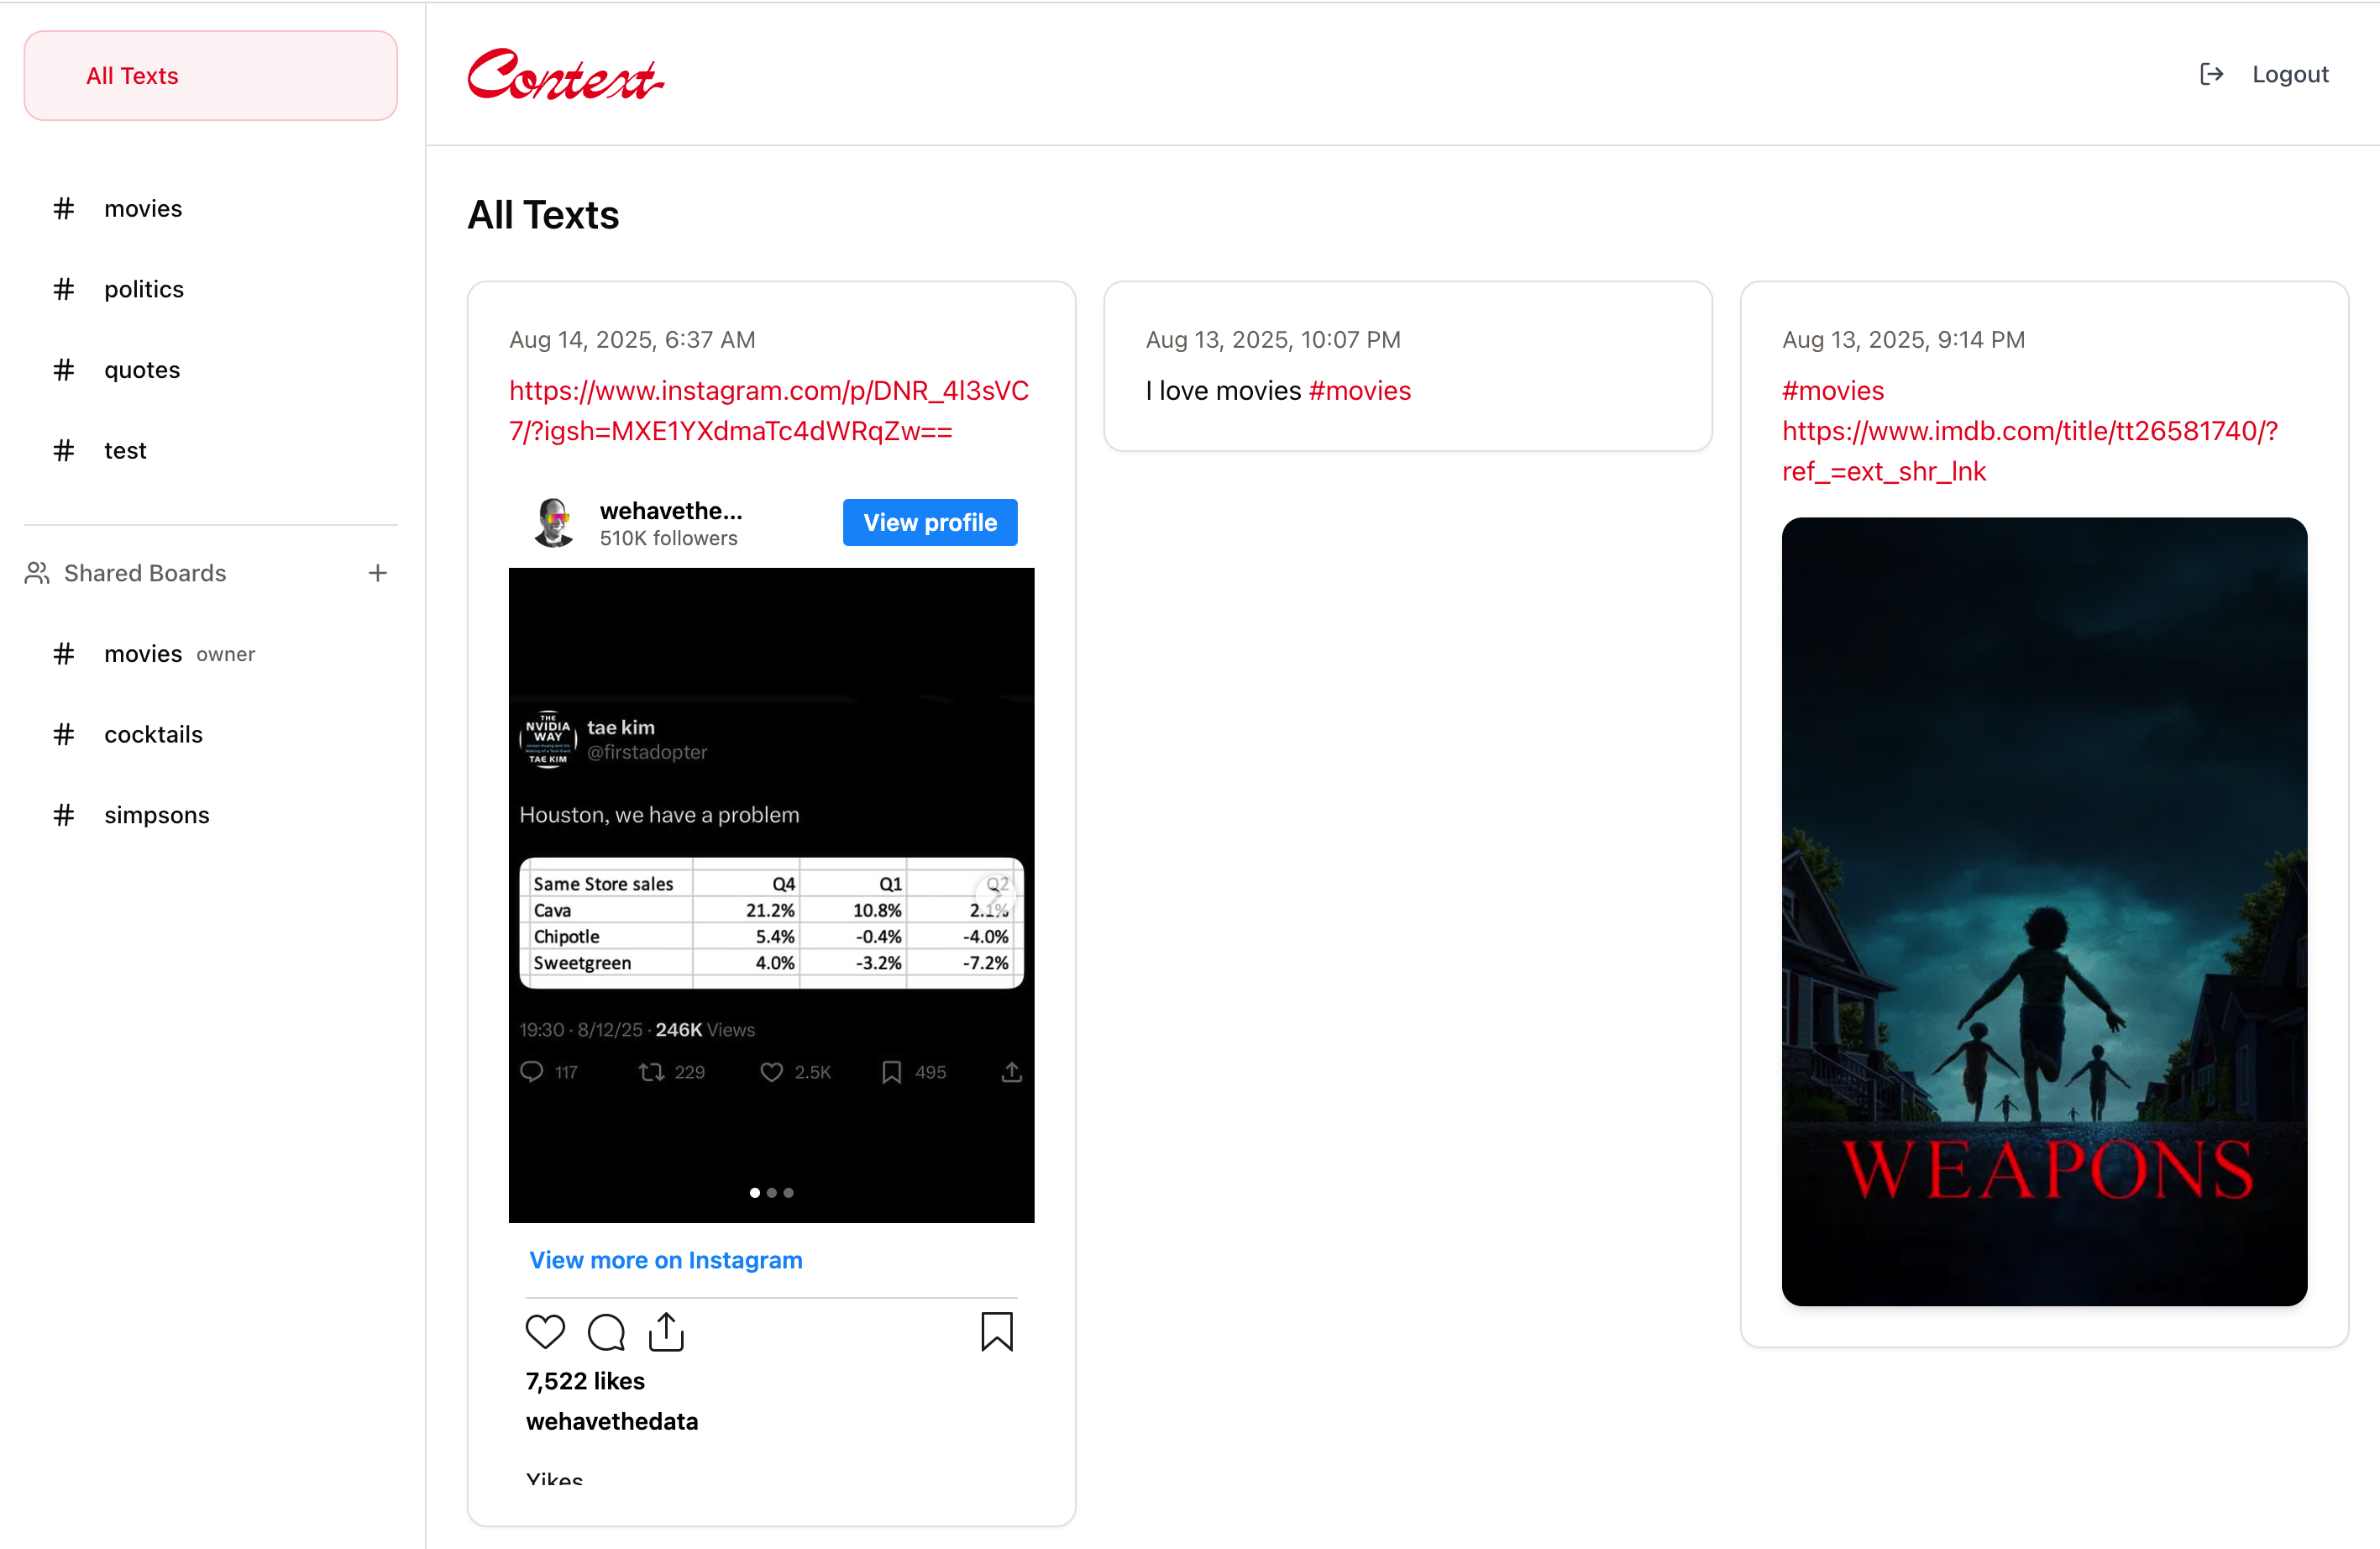 All Texts
# movies
# politics
# quotes
# test
Shared Boards +
# movies owner
# cocktails
# simpsons
Context
Logout
All Texts
Aug 14, 2025, 6:37 AM
https://www.instagram.com/p/DNR_4l3sVC
7/?igsh=MXE1YXdmaTc4dWRqZw==
wehavethe...
510K followers
View profile
THE
NVIDIA
WAY
TAE KIM
tae kim
@firstadopter
Houston, we have a problem
Same Store sales Q4 Q1 Q2
Cava 21.2% 10.8% 2.1%
Chipotle 5.4% -0.4% -4.0%
Sweetgreen 4.0% -3.2% -7.2%
19:30 · 8/12/25 · 246K Views
117 229 2.5K 495
View more on Instagram
7,522 likes
wehavethedata
Yikes
Aug 13, 2025, 10:07 PM
I love movies #movies
Aug 13, 2025, 9:14 PM
#movies
https://www.imdb.com/title/tt26581740/?
ref_=ext_shr_lnk
WEAPONS